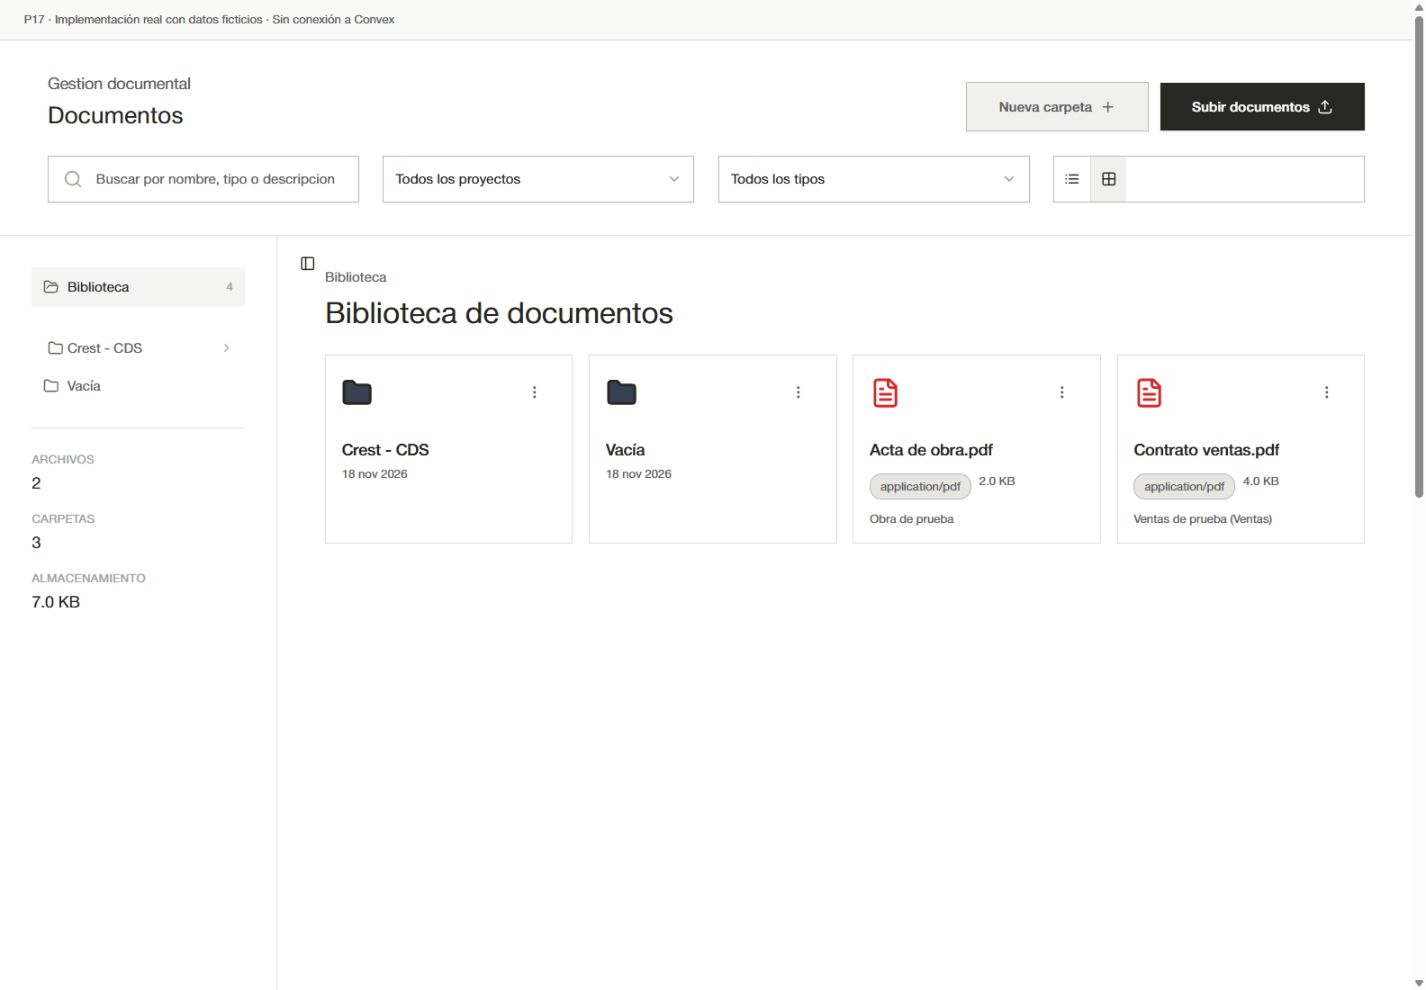 P17 · Implementación real con datos ficticios · Sin conexión a Convex
Gestion documental
Documentos
Nueva carpeta
Subir documentos
Buscar por nombre, tipo o descripcion
Todos los proyectos
Todos los tipos
Biblioteca 4
Crest - CDS
Vacía
ARCHIVOS
2
CARPETAS
3
ALMACENAMIENTO
7.0 KB
Biblioteca
Biblioteca de documentos
Crest - CDS
18 nov 2026
Vacía
18 nov 2026
Acta de obra.pdf
application/pdf 2.0 KB
Obra de prueba
Contrato ventas.pdf
application/pdf 4.0 KB
Ventas de prueba (Ventas)